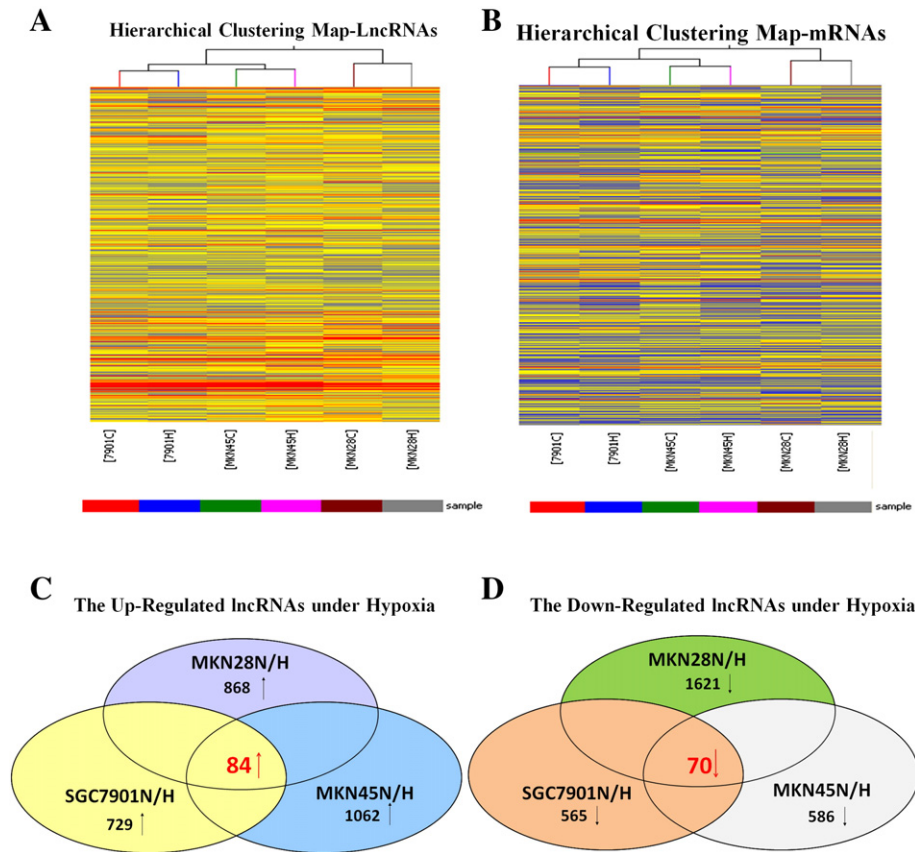 A
Hierarchical Clustering Map-LncRNAs
[7901C]
[7901H]
[MKN45C]
[MKN45H]
[MKN28C]
[MKN28H]
sample
B
Hierarchical Clustering Map-mRNAs
[7901C]
[7901H]
[MKN45C]
[MKN45H]
[MKN28C]
[MKN28H]
sample
C
The Up-Regulated lncRNAs under Hypoxia
MKN28N/H
868 ↑
84 ↑
SGC7901N/H
729 ↑
MKN45N/H
1062 ↑
D
The Down-Regulated lncRNAs under Hypoxia
MKN28N/H
1621 ↓
70 ↓
SGC7901N/H
565 ↓
MKN45N/H
586 ↓